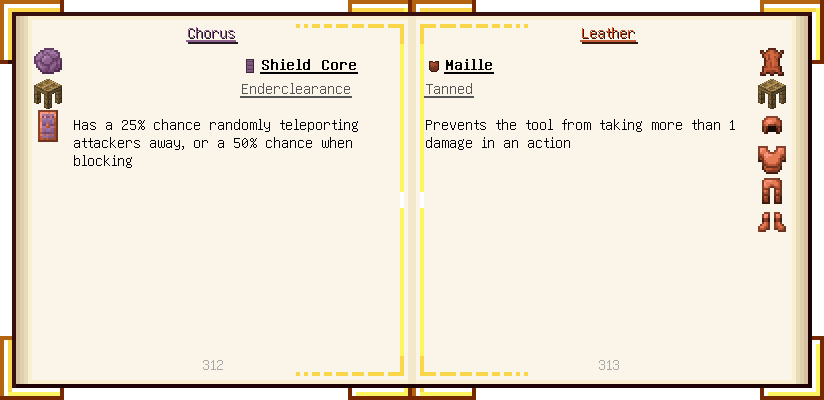 Chorus
Shield Core
Enderclearance
Has a 25% chance randomly teleporting
attackers away, or a 50% chance when
blocking
312
Leather
Maille
Tanned
Prevents the tool from taking more than 1
damage in an action
313